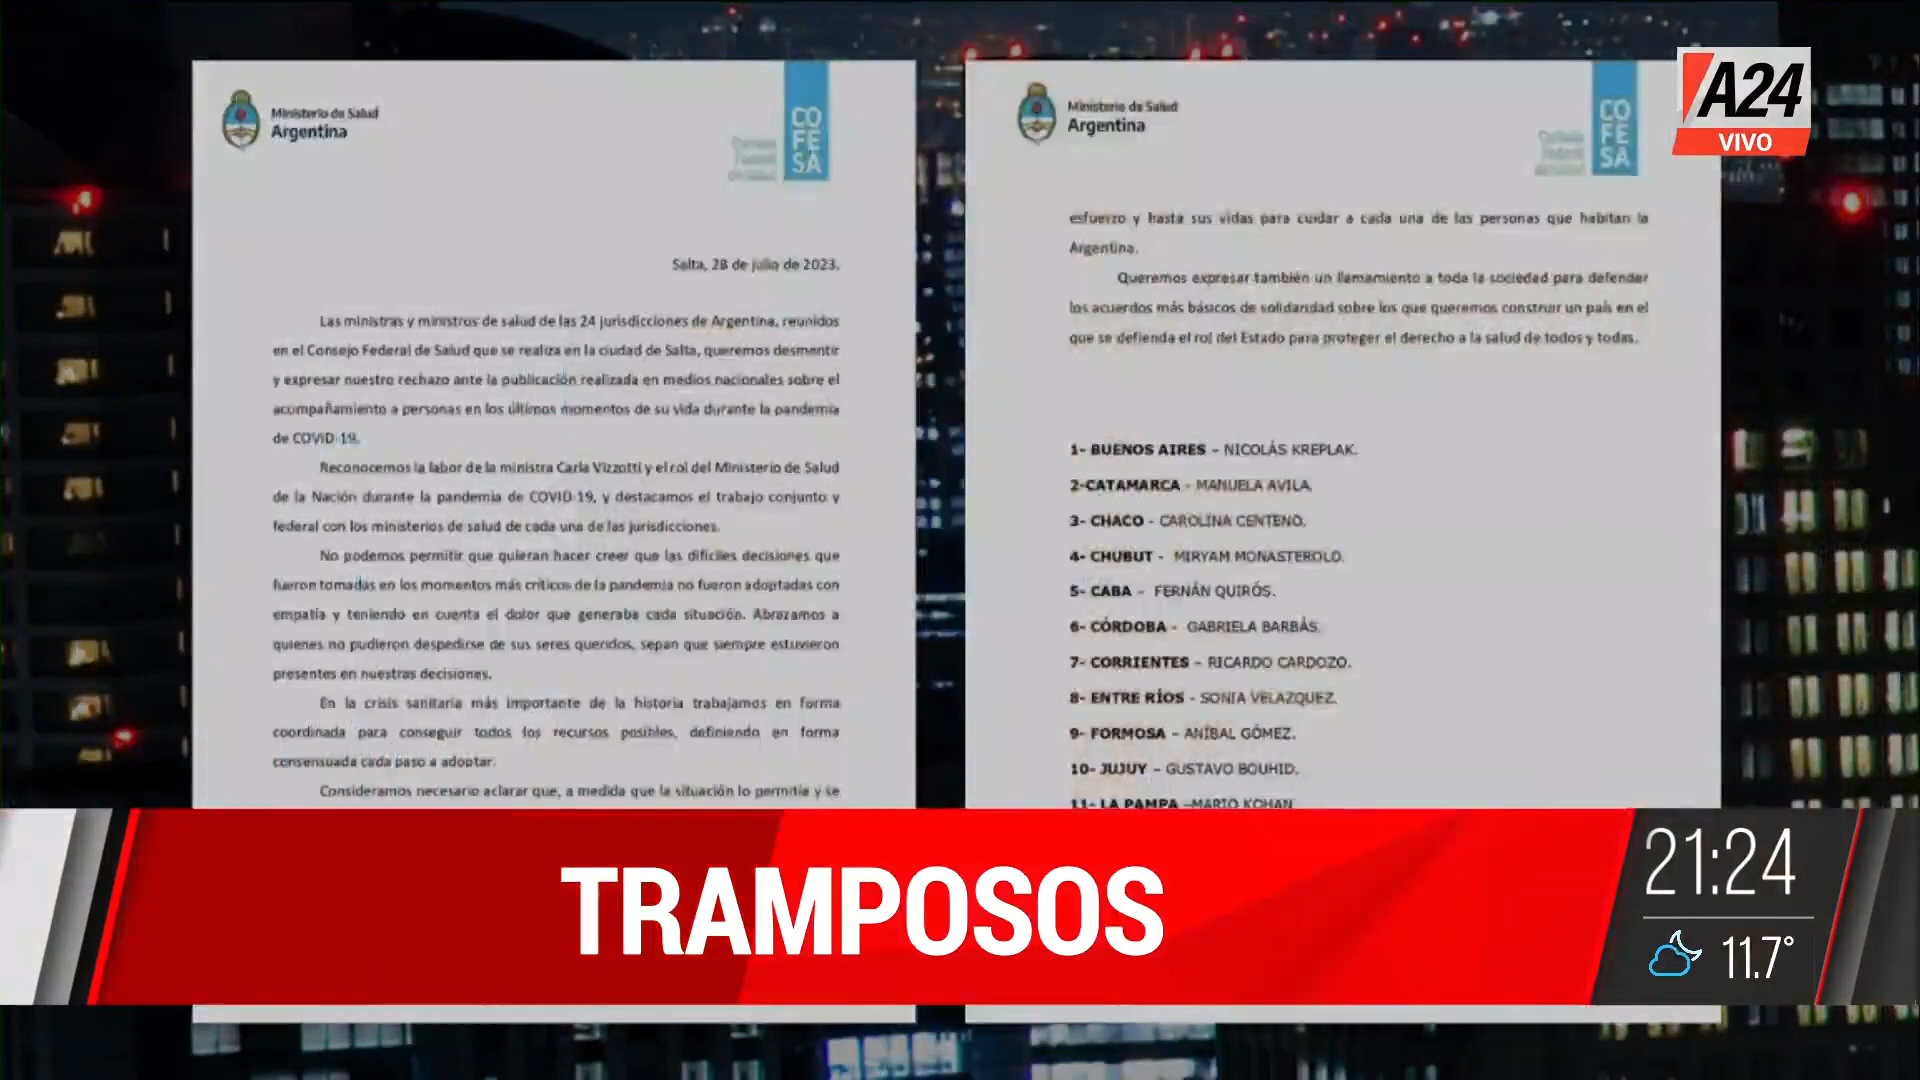 Ministerio de Salud
Argentina
CO
FE
SA
Salta, 28 de julio de 2023.
Las ministras y ministros de salud de las 24 jurisdicciones de Argentina, reunidos
en el Consejo Federal de Salud que se realiza en la ciudad de Salta, queremos desmentir
y expresar nuestro rechazo ante la publicación realizada en medios nacionales sobre el
acompañamiento a personas en los últimos momentos de su vida durante la pandemia
de COVID-19.
Reconocemos la labor de la ministra Carla Vizzotti y el rol del Ministerio de Salud
de la Nación durante la pandemia de COVID-19, y destacamos el trabajo conjunto y
federal con los ministerios de salud de cada una de las jurisdicciones.
No podemos permitir que quieran hacer creer que las difíciles decisiones que
fueron tomadas en los momentos más críticos de la pandemia no fueron adoptadas con
empatía y teniendo en cuenta el dolor que generaba cada situación. Abrazamos a
quienes no pudieron despedirse de sus seres queridos, sepan que siempre estuvieron
presentes en nuestras decisiones.
En la crisis sanitaria más importante de la historia trabajamos en forma
coordinada para conseguir todos los recursos posibles, definiendo en forma
consensuada cada paso a adoptar.
Consideramos necesario aclarar que, a medida que la situación lo permitía y se
Ministerio de Salud
Argentina
CO
FE
SA
esfuerzo y hasta sus vidas para cuidar a cada una de las personas que habitan la
Argentina.
Queremos expresar también un llamamiento a toda la sociedad para defender
los acuerdos más básicos de solidaridad sobre los que queremos construir un país en el
que se defienda el rol del Estado para proteger el derecho a la salud de todos y todas.
1- BUENOS AIRES – NICOLÁS KREPLAK.
2-CATAMARCA - MANUELA AVILA.
3- CHACO - CAROLINA CENTENO.
4- CHUBUT - MIRYAM MONASTEROLO.
5- CABA – FERNÁN QUIRÓS.
6- CÓRDOBA - GABRIELA BARBÁS.
7- CORRIENTES – RICARDO CARDOZO.
8- ENTRE RÍOS - SONIA VELAZQUEZ.
9- FORMOSA – ANÍBAL GÓMEZ.
10- JUJUY – GUSTAVO BOUHID.
11- LA PAMPA –MARIO KOHAN
A24
VIVO
TRAMPOSOS
21:24
11.7°